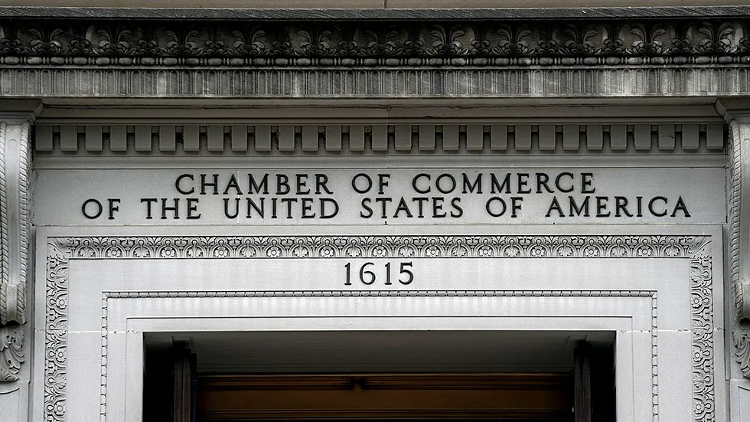 CHAMBER OF COMMERCE
OF THE UNITED STATES OF AMERICA
1615